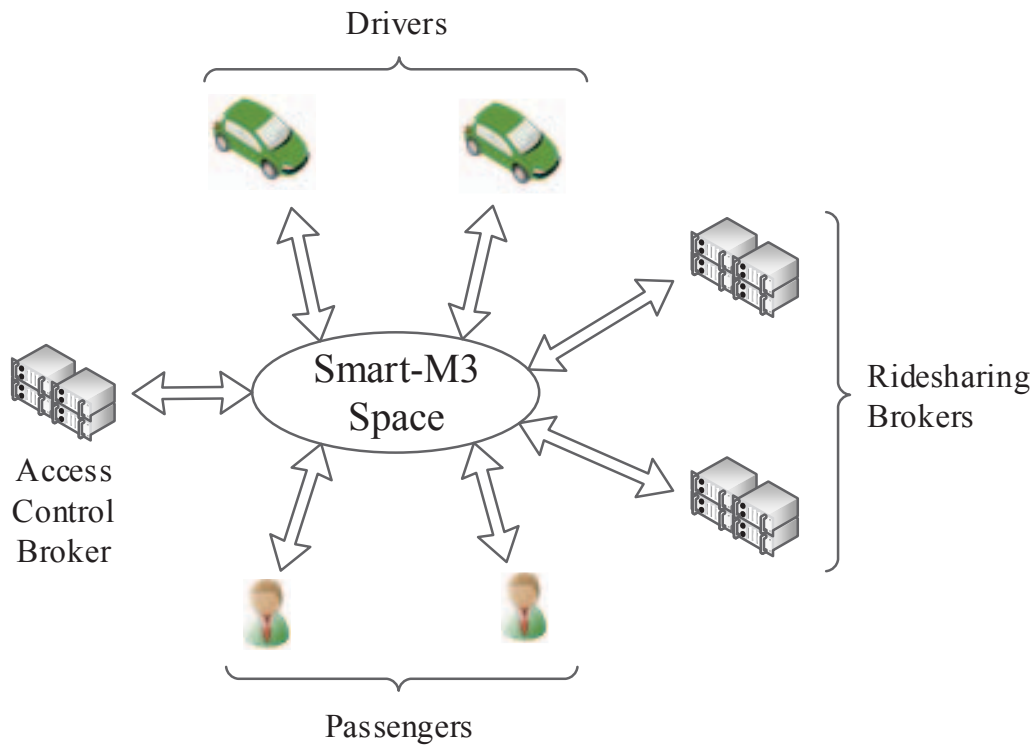 Drivers
Smart-M3
Space
Ridesharing
Brokers
Access
Control
Broker
Passengers